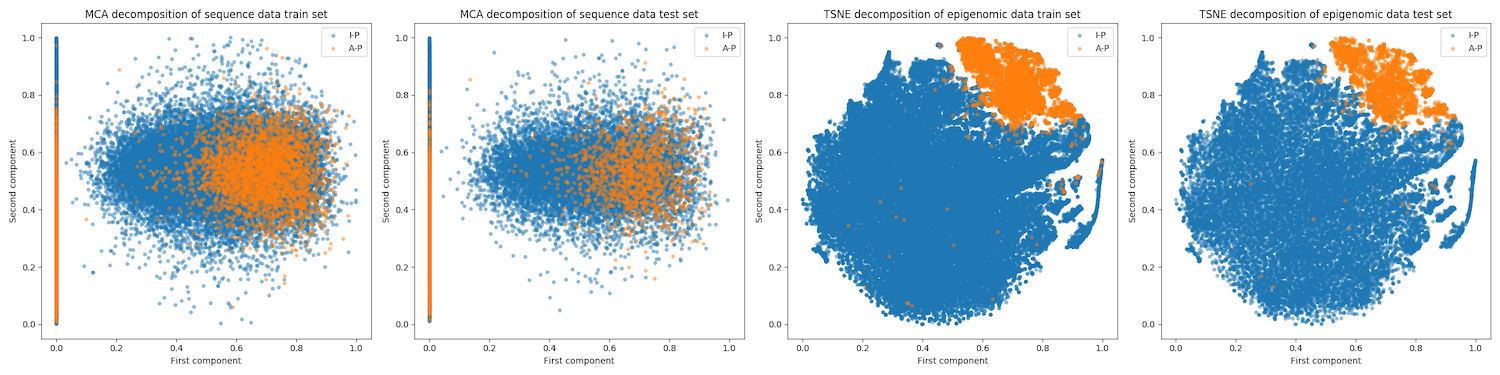 MCA decomposition of sequence data train set
I-P
A-P
1.0
0.8
0.6
0.4
0.2
0.0
Second component
0.0 0.2 0.4 0.6 0.8 1.0
First component
MCA decomposition of sequence data test set
I-P
A-P
1.0
0.8
0.6
0.4
0.2
0.0
Second component
0.0 0.2 0.4 0.6 0.8 1.0
First component
TSNE decomposition of epigenomic data train set
I-P
A-P
1.0
0.8
0.6
0.4
0.2
0.0
Second component
0.0 0.2 0.4 0.6 0.8 1.0
First component
TSNE decomposition of epigenomic data test set
I-P
A-P
1.0
0.8
0.6
0.4
0.2
0.0
Second component
0.0 0.2 0.4 0.6 0.8 1.0
First component